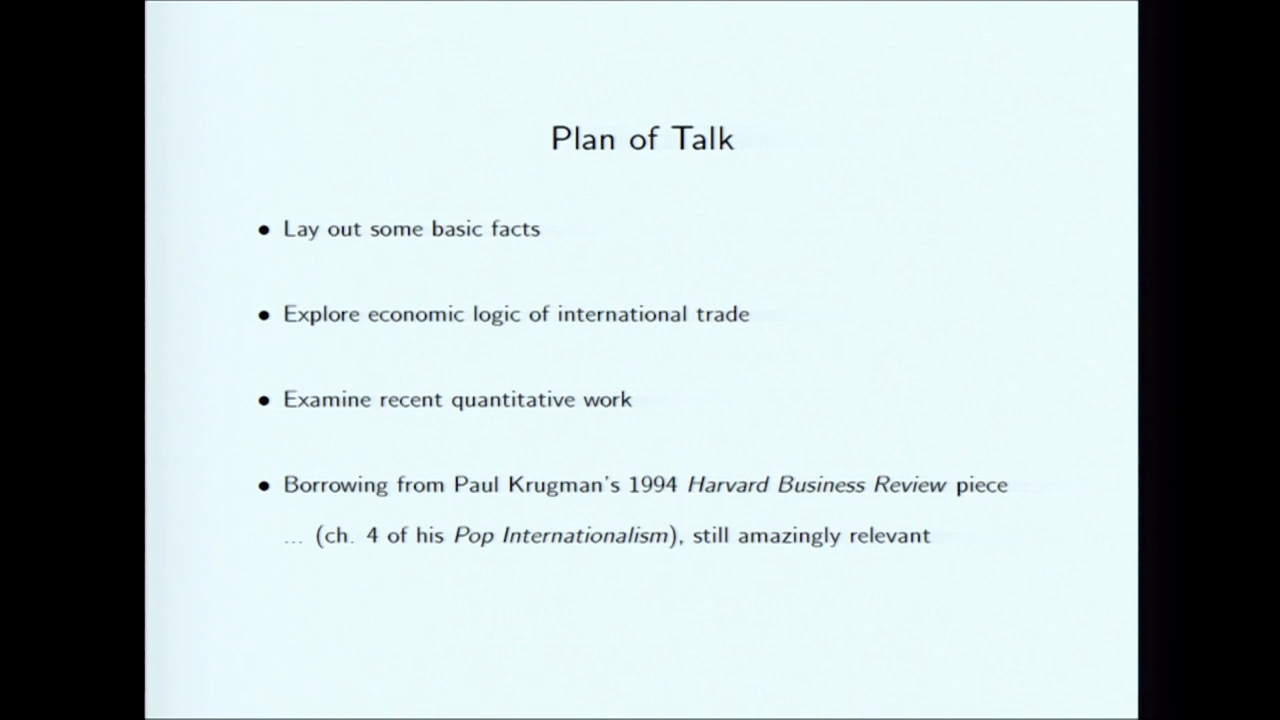 Plan of Talk
• Lay out some basic facts
• Explore economic logic of international trade
• Examine recent quantitative work
• Borrowing from Paul Krugman's 1994 Harvard Business Review piece
... (ch. 4 of his Pop Internationalism), still amazingly relevant